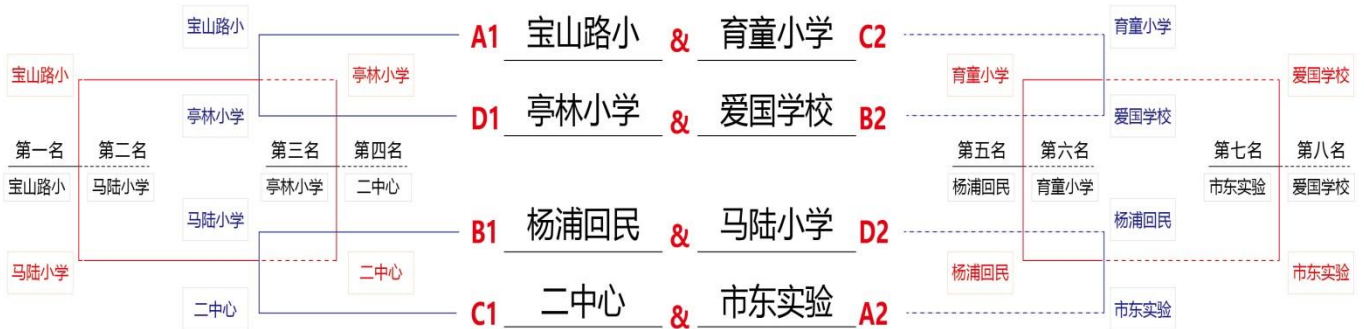 宝山路小 A1 宝山路小 & 育童小学 C2 育童小学
宝山路小 亭林小学 育童小学 爱国学校
亭林小学 D1 亭林小学 & 爱国学校 B2 爱国学校
第一名 第二名 第三名 第四名 第五名 第六名 第七名 第八名
宝山路小 马陆小学 亭林小学 二中心 杨浦回民 育童小学 市东实验 爱国学校
马陆小学 B1 杨浦回民 & 马陆小学 D2 杨浦回民
马陆小学 二中心 杨浦回民 市东实验
二中心 C1 二中心 & 市东实验 A2 市东实验